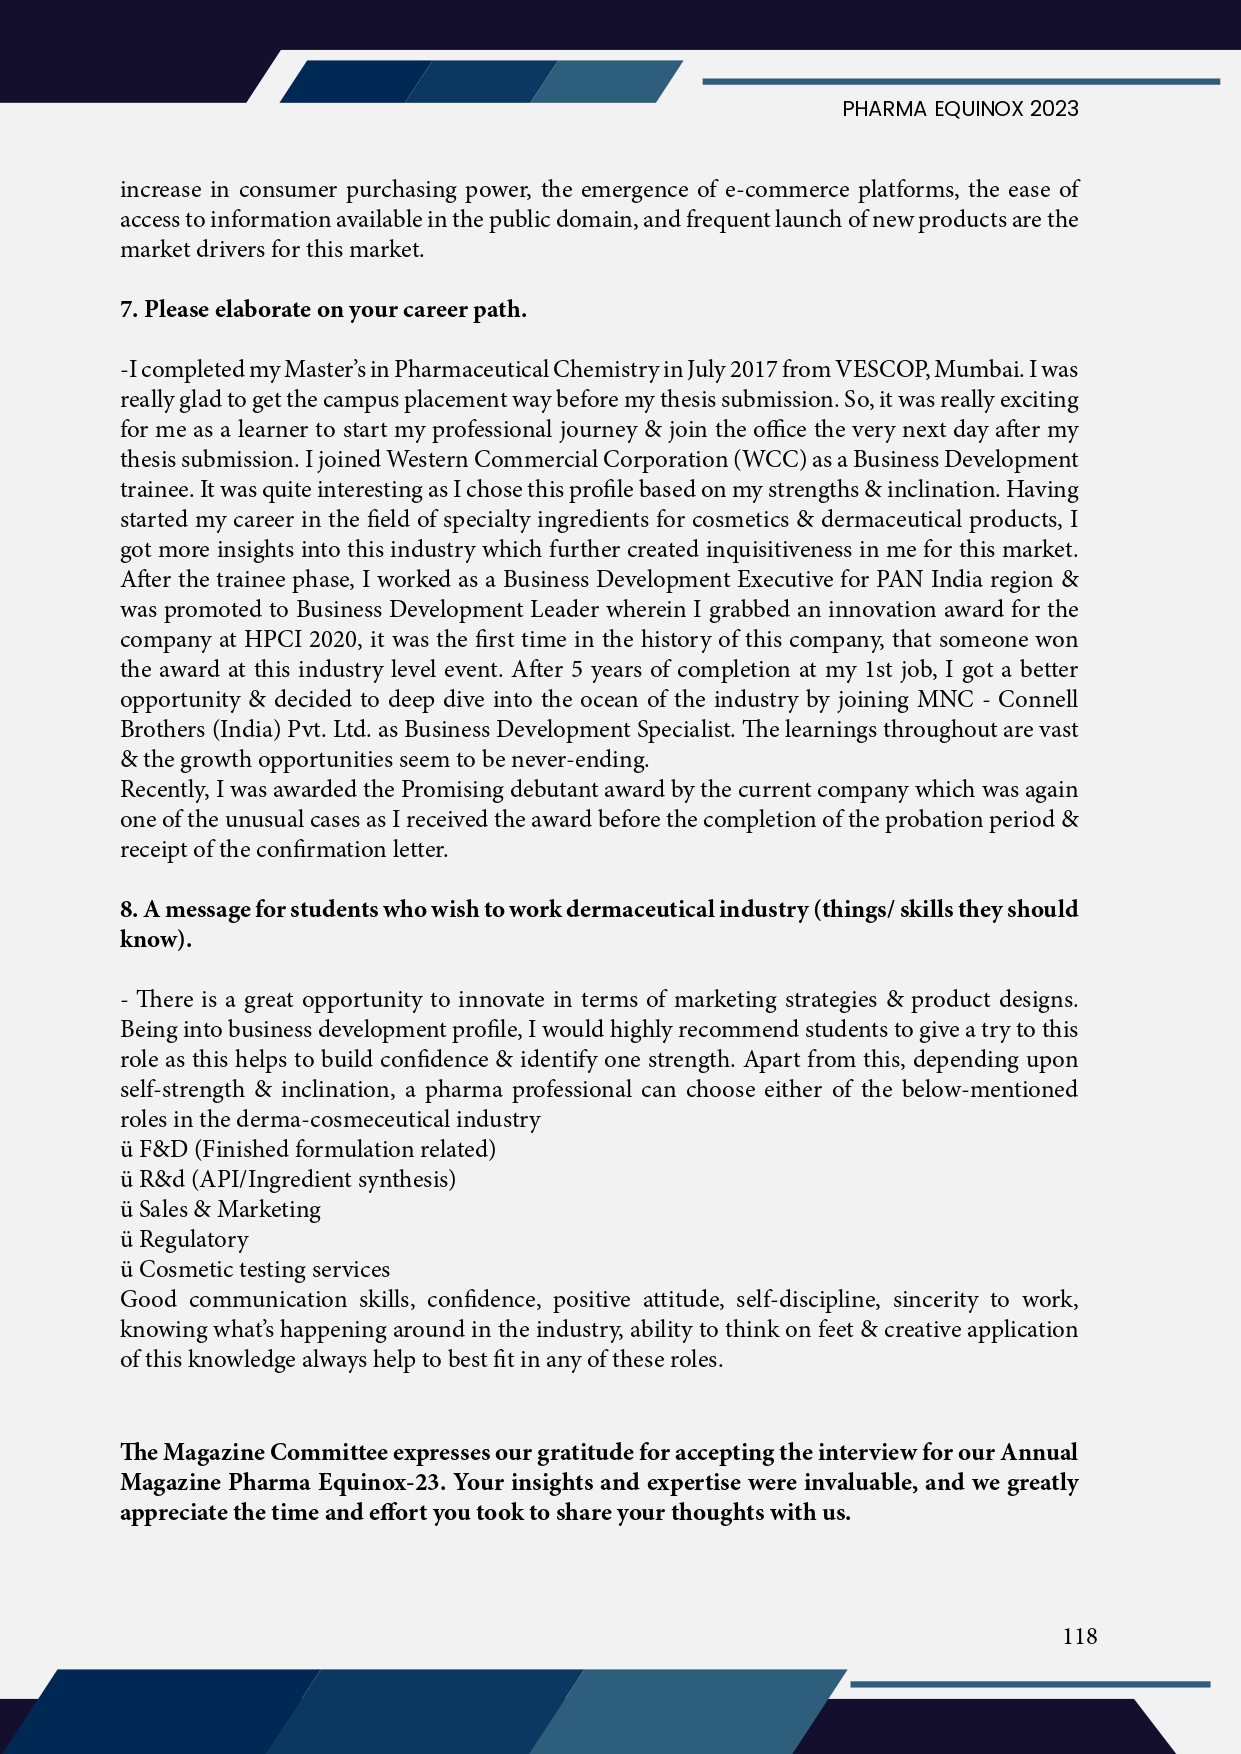 PHARMA EQUINOX 2023
increase in consumer purchasing power, the emergence of e-commerce platforms, the ease of
access to information available in the public domain, and frequent launch of new products are the
market drivers for this market.
7. Please elaborate on your career path.
-I completed my Master’s in Pharmaceutical Chemistry in July 2017 from VESCOP, Mumbai. I was
really glad to get the campus placement way before my thesis submission. So, it was really exciting
for me as a learner to start my professional journey & join the office the very next day after my
thesis submission. I joined Western Commercial Corporation (WCC) as a Business Development
trainee. It was quite interesting as I chose this profile based on my strengths & inclination. Having
started my career in the field of specialty ingredients for cosmetics & dermaceutical products, I
got more insights into this industry which further created inquisitiveness in me for this market.
After the trainee phase, I worked as a Business Development Executive for PAN India region &
was promoted to Business Development Leader wherein I grabbed an innovation award for the
company at HPCI 2020, it was the first time in the history of this company, that someone won
the award at this industry level event. After 5 years of completion at my 1st job, I got a better
opportunity & decided to deep dive into the ocean of the industry by joining MNC - Connell
Brothers (India) Pvt. Ltd. as Business Development Specialist. The learnings throughout are vast
& the growth opportunities seem to be never-ending.
Recently, I was awarded the Promising debutant award by the current company which was again
one of the unusual cases as I received the award before the completion of the probation period &
receipt of the confirmation letter.
8. A message for students who wish to work dermaceutical industry (things/ skills they should
know).
- There is a great opportunity to innovate in terms of marketing strategies & product designs.
Being into business development profile, I would highly recommend students to give a try to this
role as this helps to build confidence & identify one strength. Apart from this, depending upon
self-strength & inclination, a pharma professional can choose either of the below-mentioned
roles in the derma-cosmeceutical industry
ü F&D (Finished formulation related)
ü R&d (API/Ingredient synthesis)
ü Sales & Marketing
ü Regulatory
ü Cosmetic testing services
Good communication skills, confidence, positive attitude, self-discipline, sincerity to work,
knowing what’s happening around in the industry, ability to think on feet & creative application
of this knowledge always help to best fit in any of these roles.
The Magazine Committee expresses our gratitude for accepting the interview for our Annual
Magazine Pharma Equinox-23. Your insights and expertise were invaluable, and we greatly
appreciate the time and effort you took to share your thoughts with us.
118